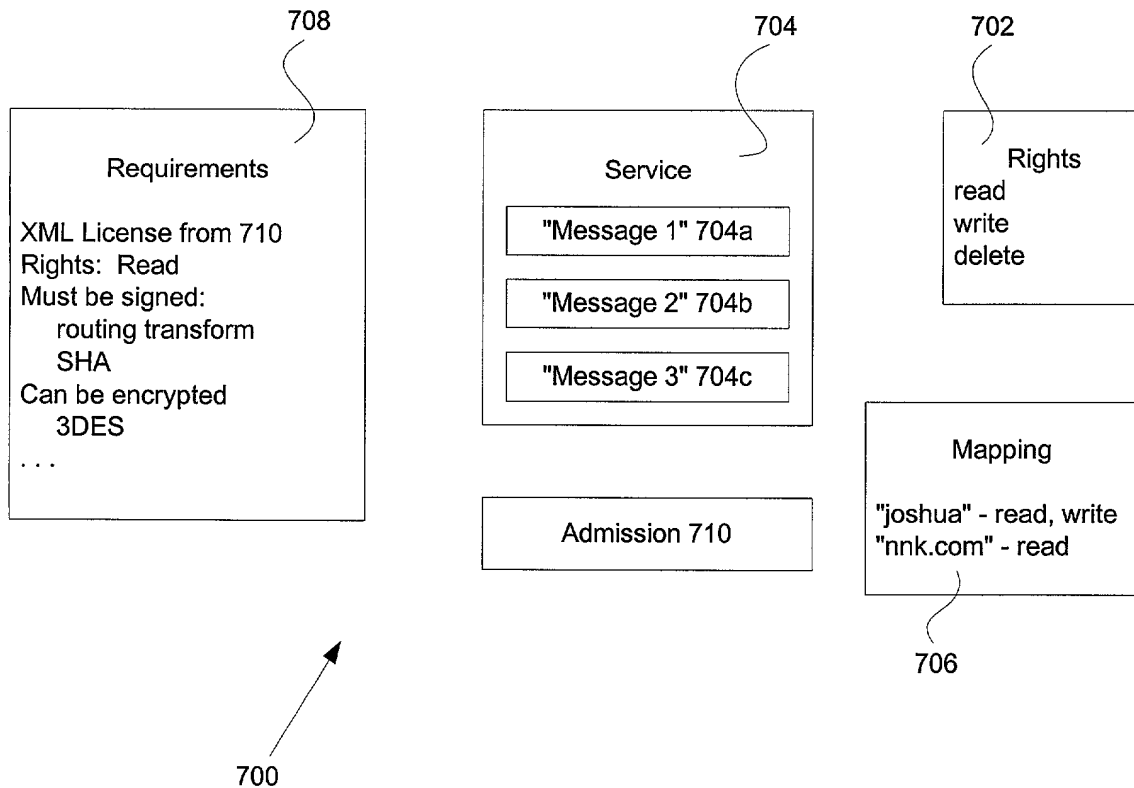 708
704
702
Requirements
XML License from 710
Rights: Read
Must be signed:
routing transform
SHA
Can be encrypted
3DES
. . .
Service
"Message 1" 704a
"Message 2" 704b
"Message 3" 704c
Rights
read
write
delete
Admission 710
Mapping
"joshua" - read, write
"nnk.com" - read
706
700